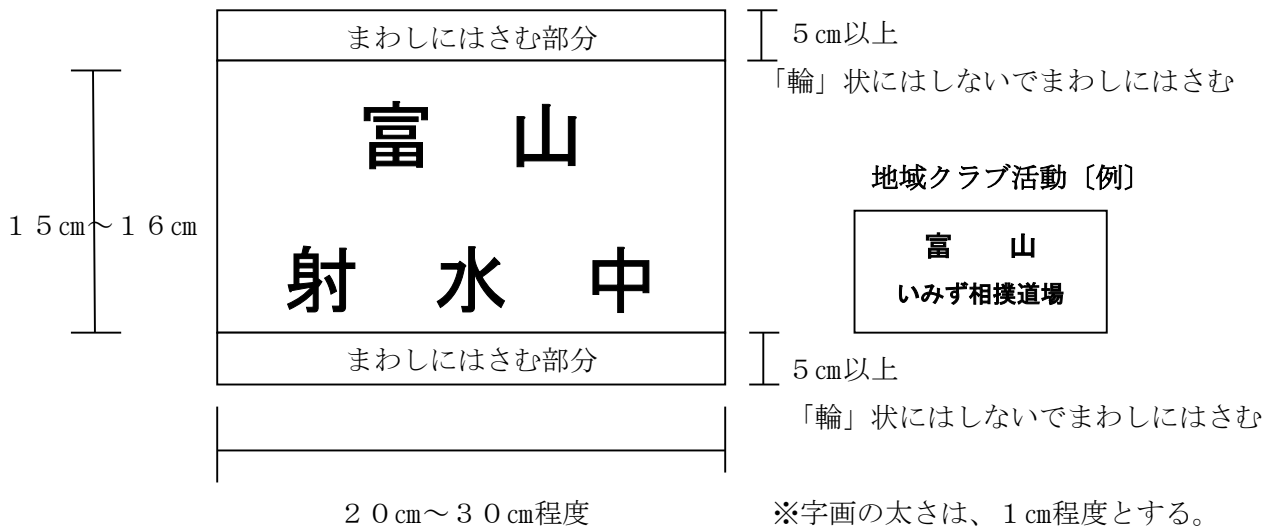 まわしにはさむ部分
５㎝以上
「輪」状にはしないでまわしにはさむ
富　山
地域クラブ活動〔例〕
１５㎝～１６㎝
富　　山
射　水　中
いみず相撲道場
まわしにはさむ部分
５㎝以上
「輪」状にはしないでまわしにはさむ
２０㎝～３０㎝程度
※字画の太さは、１㎝程度とする。